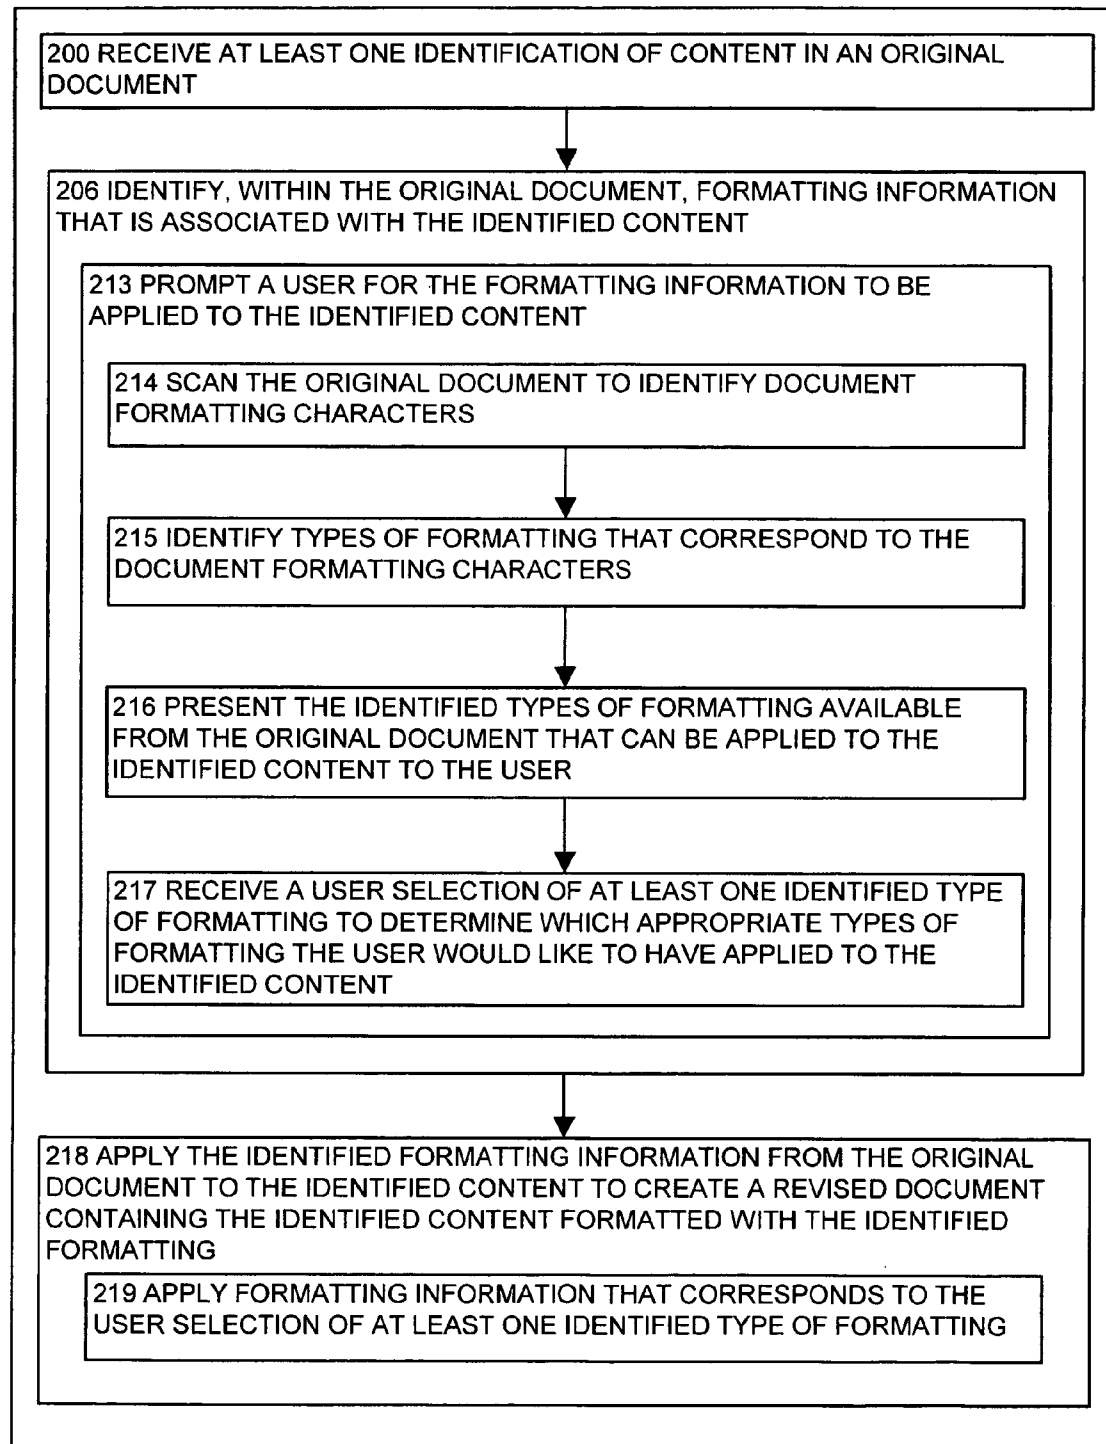 200 RECEIVE AT LEAST ONE IDENTIFICATION OF CONTENT IN AN ORIGINAL
DOCUMENT
206 IDENTIFY, WITHIN THE ORIGINAL DOCUMENT, FORMATTING INFORMATION
THAT IS ASSOCIATED WITH THE IDENTIFIED CONTENT
213 PROMPT A USER FOR THE FORMATTING INFORMATION TO BE
APPLIED TO THE IDENTIFIED CONTENT
214 SCAN THE ORIGINAL DOCUMENT TO IDENTIFY DOCUMENT
FORMATTING CHARACTERS
215 IDENTIFY TYPES OF FORMATTING THAT CORRESPOND TO THE
DOCUMENT FORMATTING CHARACTERS
216 PRESENT THE IDENTIFIED TYPES OF FORMATTING AVAILABLE
FROM THE ORIGINAL DOCUMENT THAT CAN BE APPLIED TO THE
IDENTIFIED CONTENT TO THE USER
217 RECEIVE A USER SELECTION OF AT LEAST ONE IDENTIFIED TYPE
OF FORMATTING TO DETERMINE WHICH APPROPRIATE TYPES OF
FORMATTING THE USER WOULD LIKE TO HAVE APPLIED TO THE
IDENTIFIED CONTENT
218 APPLY THE IDENTIFIED FORMATTING INFORMATION FROM THE ORIGINAL
DOCUMENT TO THE IDENTIFIED CONTENT TO CREATE A REVISED DOCUMENT
CONTAINING THE IDENTIFIED CONTENT FORMATTED WITH THE IDENTIFIED
FORMATTING
219 APPLY FORMATTING INFORMATION THAT CORRESPONDS TO THE
USER SELECTION OF AT LEAST ONE IDENTIFIED TYPE OF FORMATTING